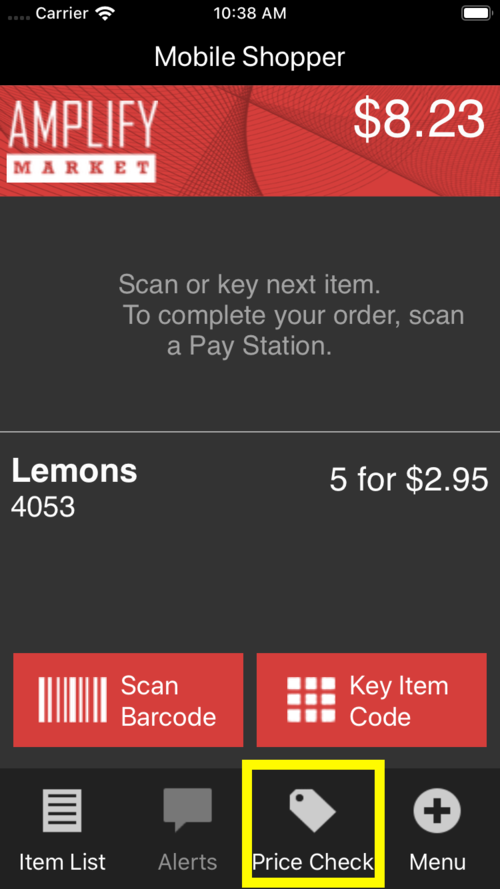 Carrier 10:38 AM
Mobile Shopper
AMPLIFY
MARKET
$8.23
Scan or key next item.
To complete your order, scan
a Pay Station.
Lemons
5 for $2.95
4053
Scan
Barcode
Key Item
Code
Item List
Alerts
Price Check
Menu